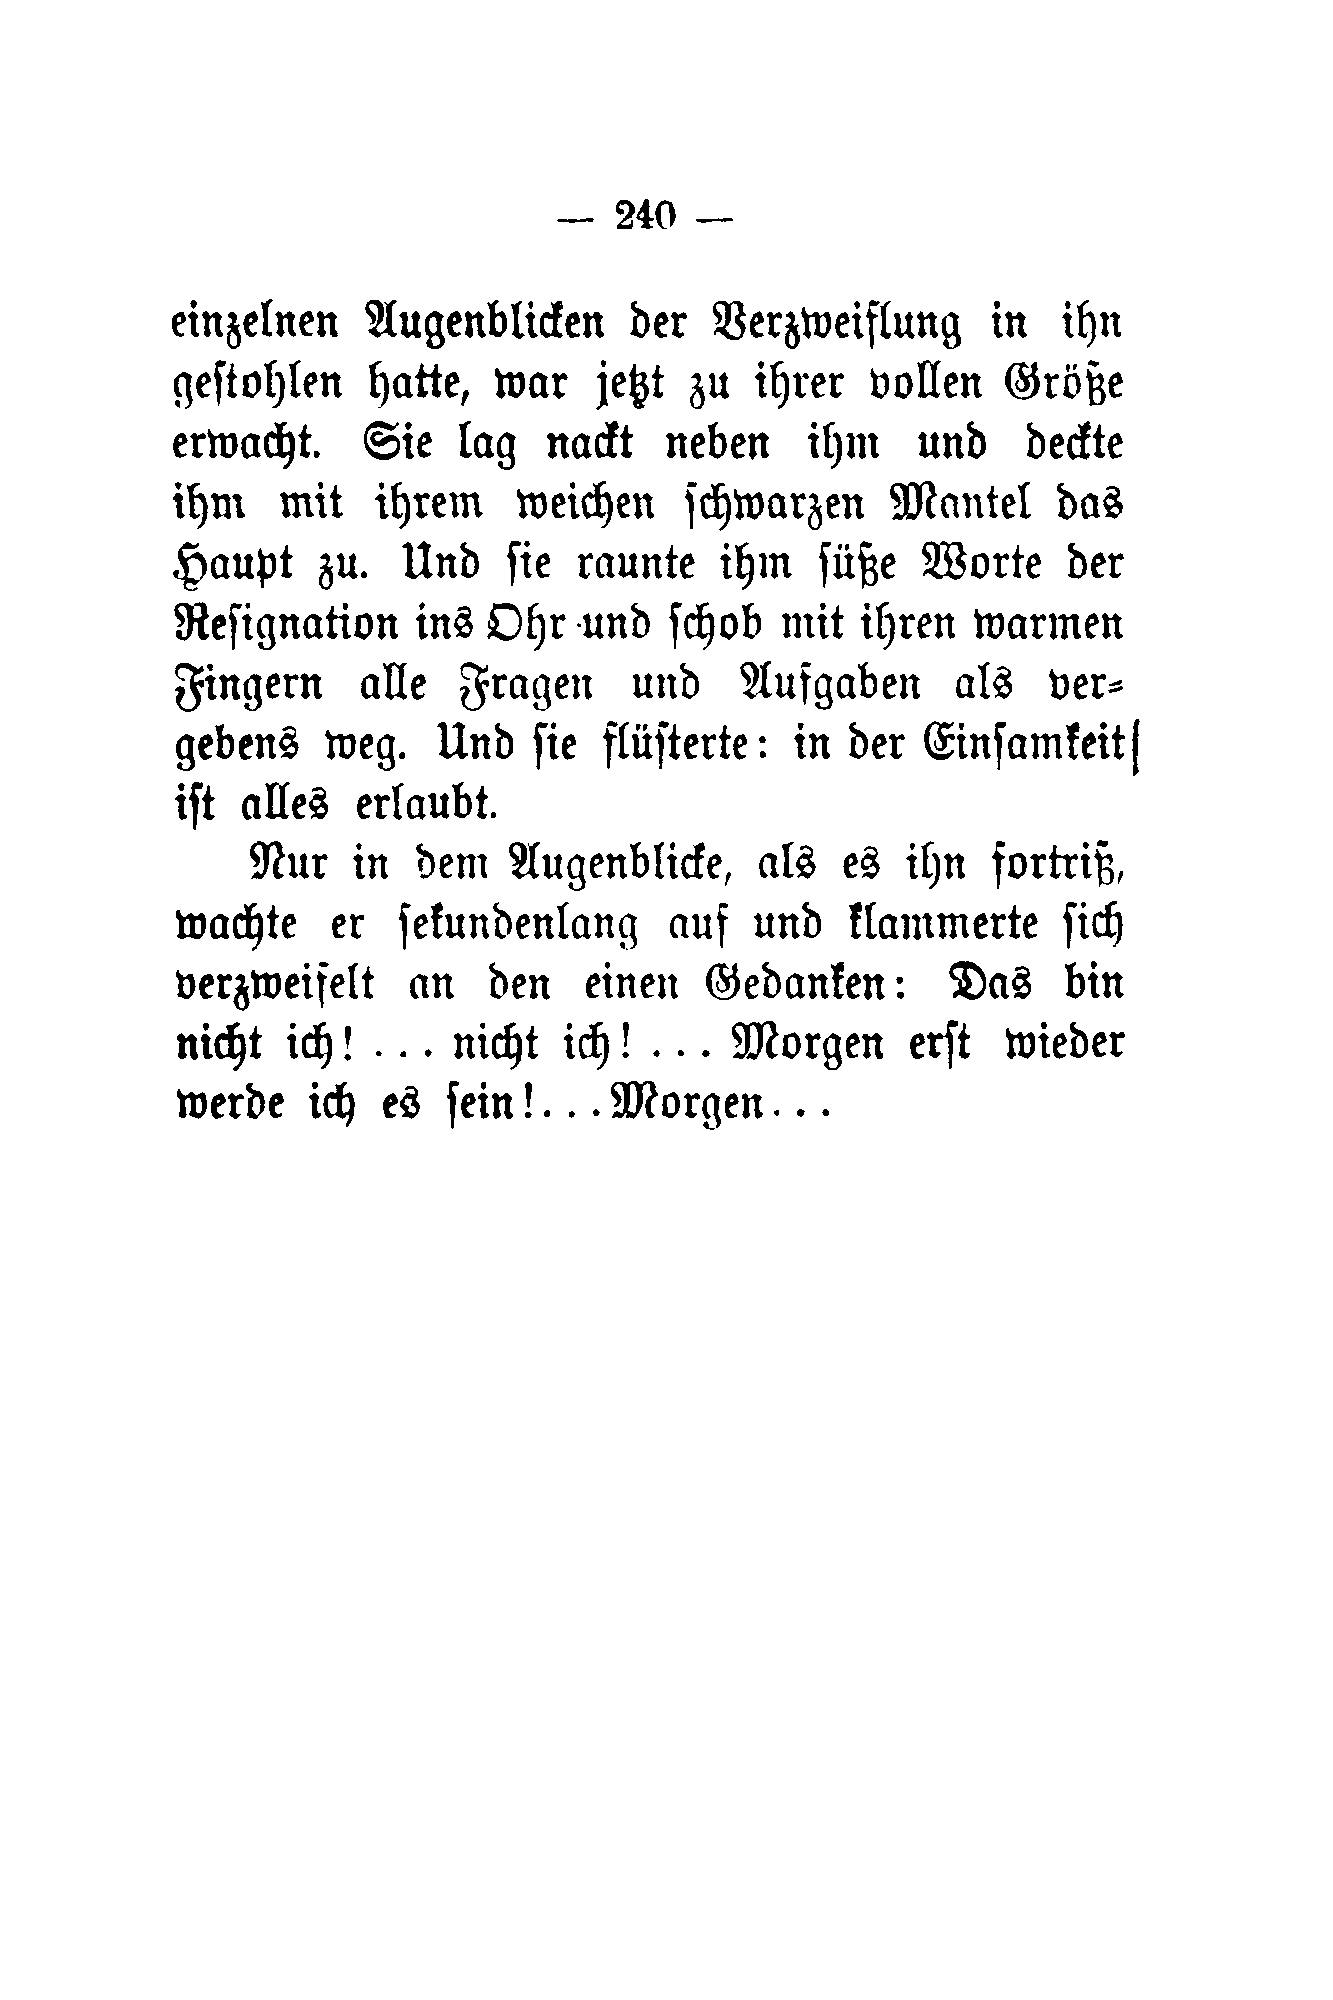 — 240 —
einzelnen Augenblicken der Verzweiflung in ihn
gestohlen hatte, war jetzt zu ihrer vollen Größe
erwacht. Sie lag nackt neben ihm und deckte
ihm mit ihrem weichen schwarzen Mantel das
Haupt zu. Und sie raunte ihm süße Worte der
Resignation ins Ohr und schob mit ihren warmen
Fingern alle Fragen und Aufgaben als ver-
gebens weg. Und sie flüsterte: in der Einsamkeit
ist alles erlaubt.
Nur in dem Augenblicke, als es ihn fortriß,
wachte er sekundenlang auf und klammerte sich
verzweifelt an den einen Gedanken: Das bin
nicht ich! ... nicht ich! ... Morgen erst wieder
werde ich es sein!... Morgen...